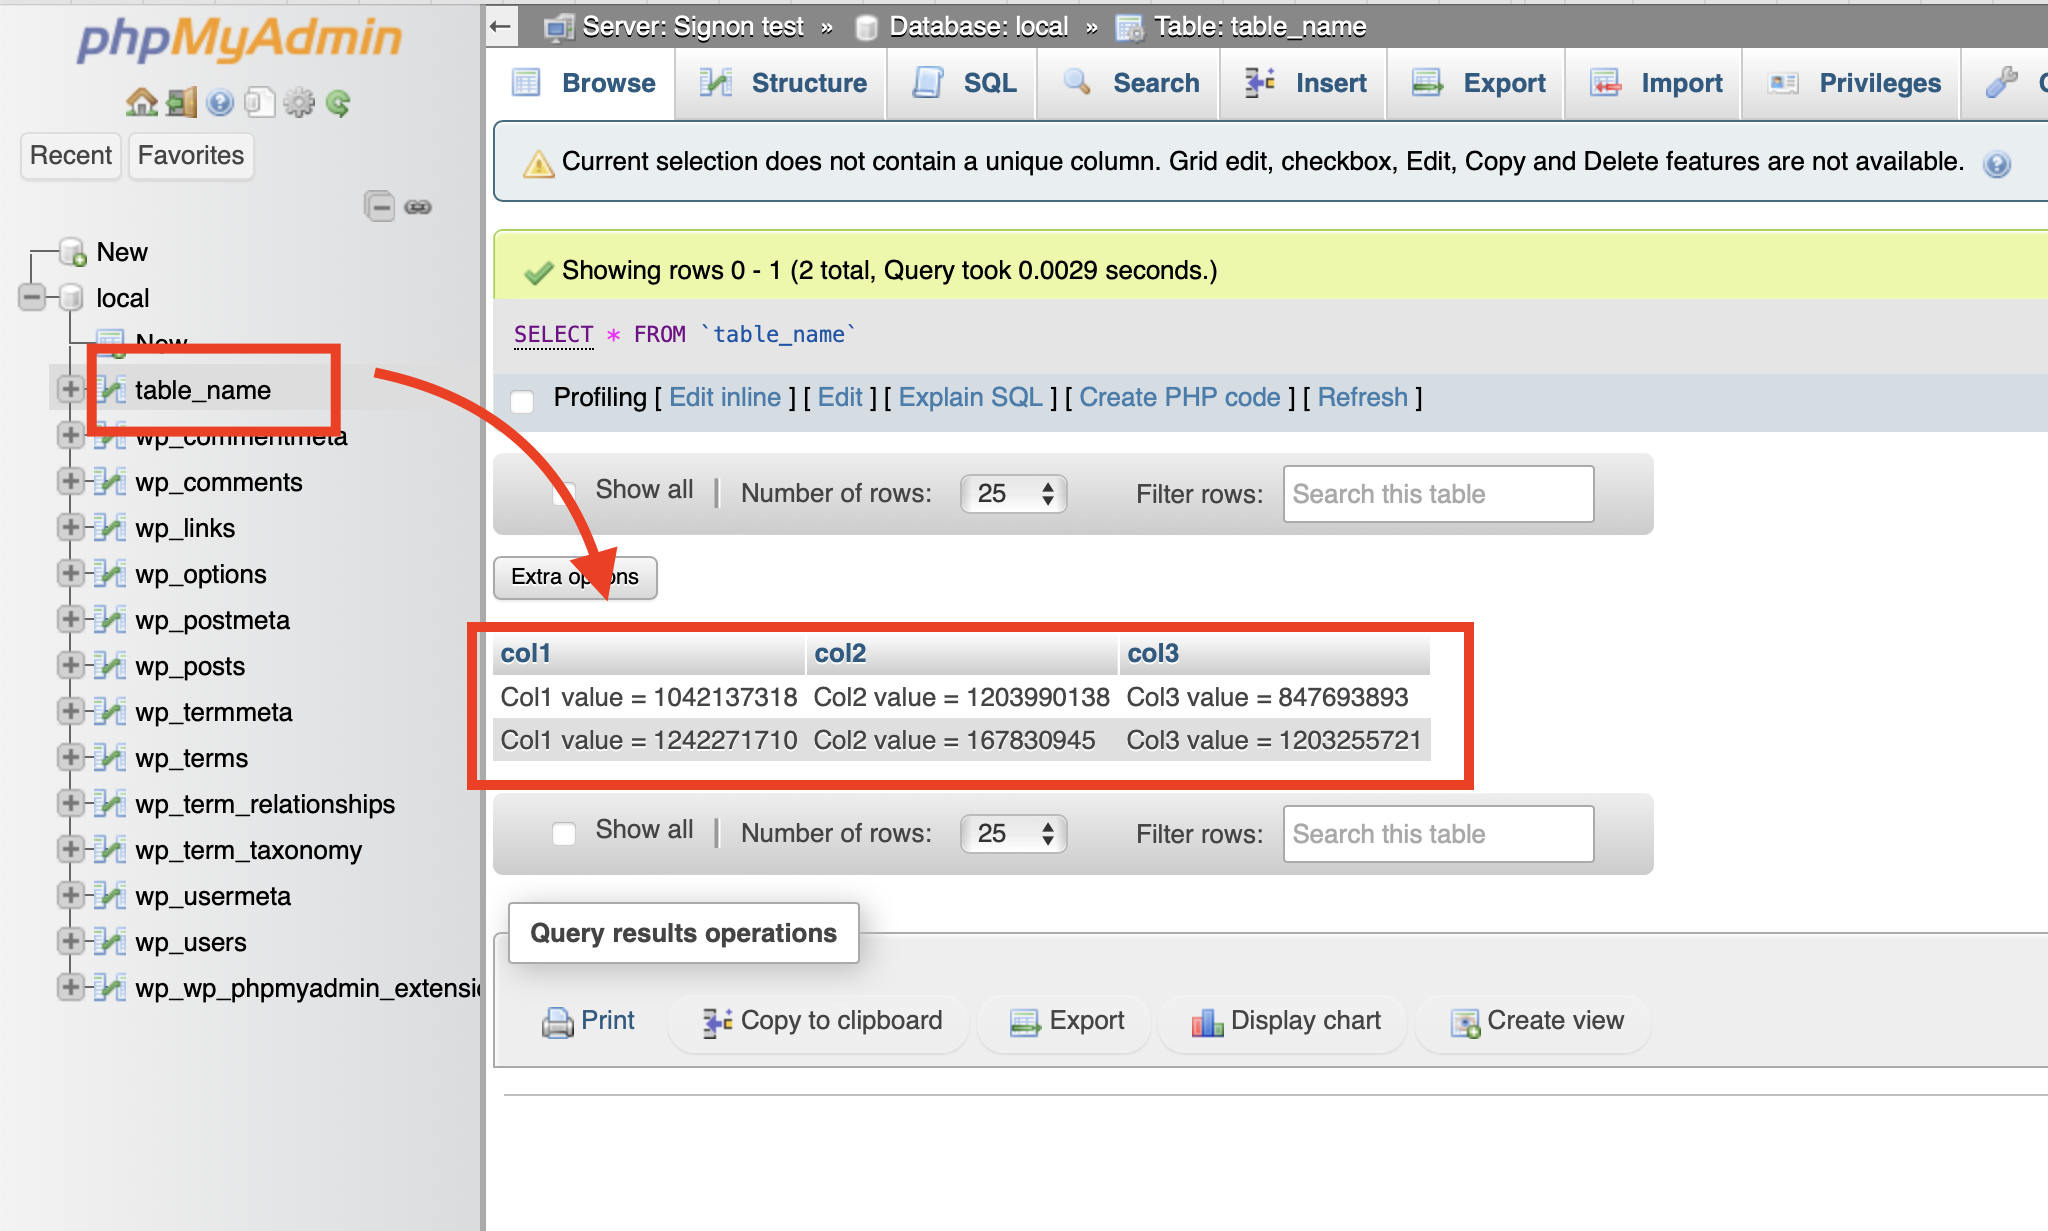 phpMyAdmin
Recent Favorites
New
local
New
table_name
wp_commentmeta
wp_comments
wp_links
wp_options
wp_postmeta
wp_posts
wp_termmeta
wp_terms
wp_term_relationships
wp_term_taxonomy
wp_usermeta
wp_users
wp_wp_phpmyadmin_extensi
Server: Signon test » Database: local » Table: table_name
Browse Structure SQL Search Insert Export Import Privileges
Current selection does not contain a unique column. Grid edit, checkbox, Edit, Copy and Delete features are not available.
Showing rows 0 - 1 (2 total, Query took 0.0029 seconds.)
SELECT * FROM `table_name`
Profiling [ Edit inline ] [ Edit ] [ Explain SQL ] [ Create PHP code ] [ Refresh ]
Show all | Number of rows: 25 Filter rows: Search this table
Extra options
col1 col2 col3
Col1 value = 1042137318 Col2 value = 1203990138 Col3 value = 847693893
Col1 value = 1242271710 Col2 value = 167830945 Col3 value = 1203255721
Show all | Number of rows: 25 Filter rows: Search this table
Query results operations
Print Copy to clipboard Export Display chart Create view